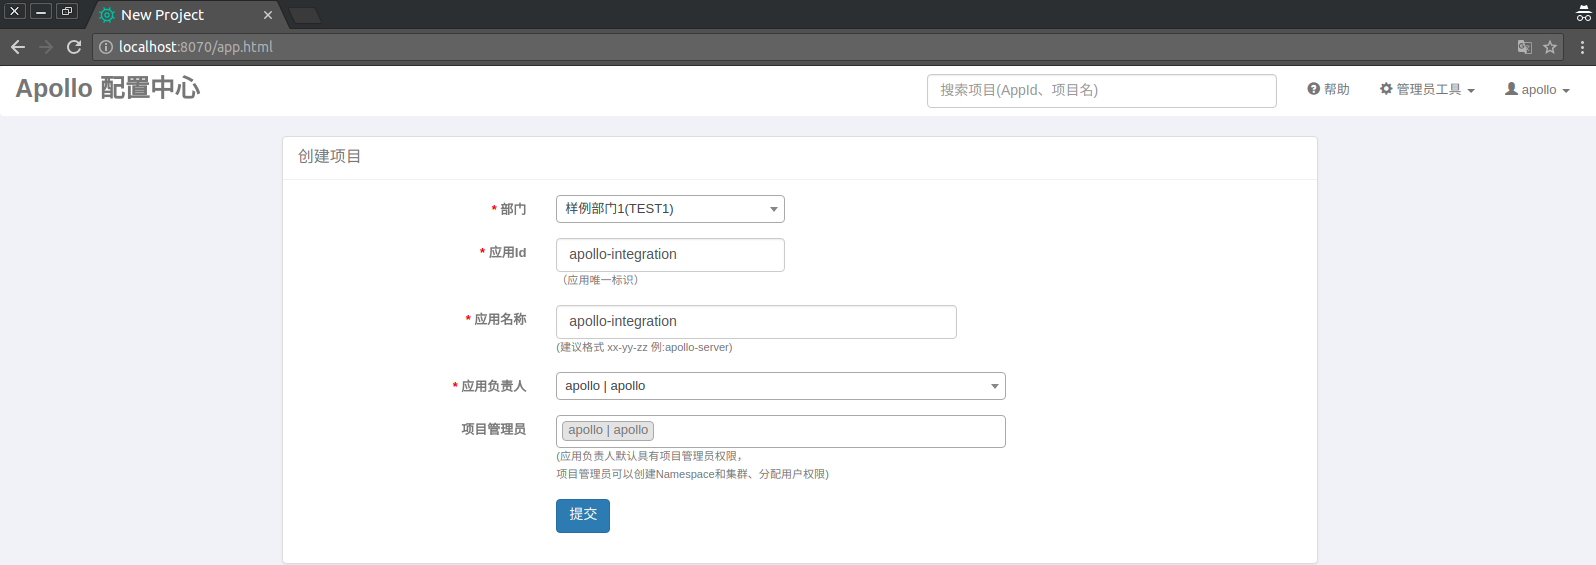 New Project
localhost:8070/app.html
Apollo 配置中心
搜索项目(AppId、项目名)
帮助
管理员工具
apollo
创建项目
* 部门
样例部门1(TEST1)
* 应用Id
apollo-integration
（应用唯一标识）
* 应用名称
apollo-integration
(建议格式 xx-yy-zz 例:apollo-server)
* 应用负责人
apollo | apollo
项目管理员
apollo | apollo
(应用负责人默认具有项目管理员权限，
项目管理员可以创建Namespace和集群、分配用户权限)
提交